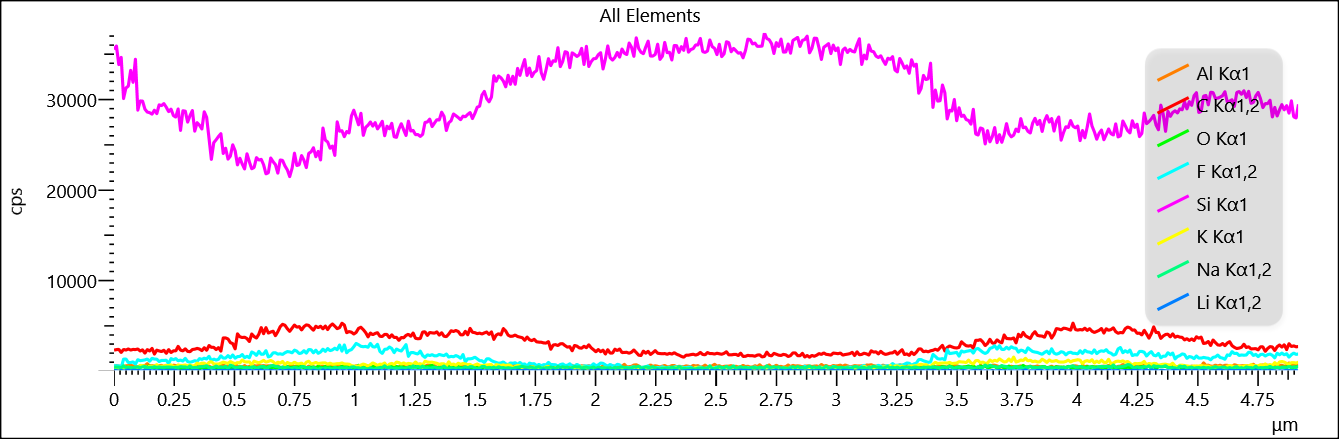 All Elements
cps
30000
20000
10000
Al Kα1
C Kα1,2
O Kα1
F Kα1,2
Si Kα1
K Kα1
Na Kα1,2
Li Kα1,2
0 0.25 0.5 0.75 1 1.25 1.5 1.75 2 2.25 2.5 2.75 3 3.25 3.5 3.75 4 4.25 4.5 4.75
µm